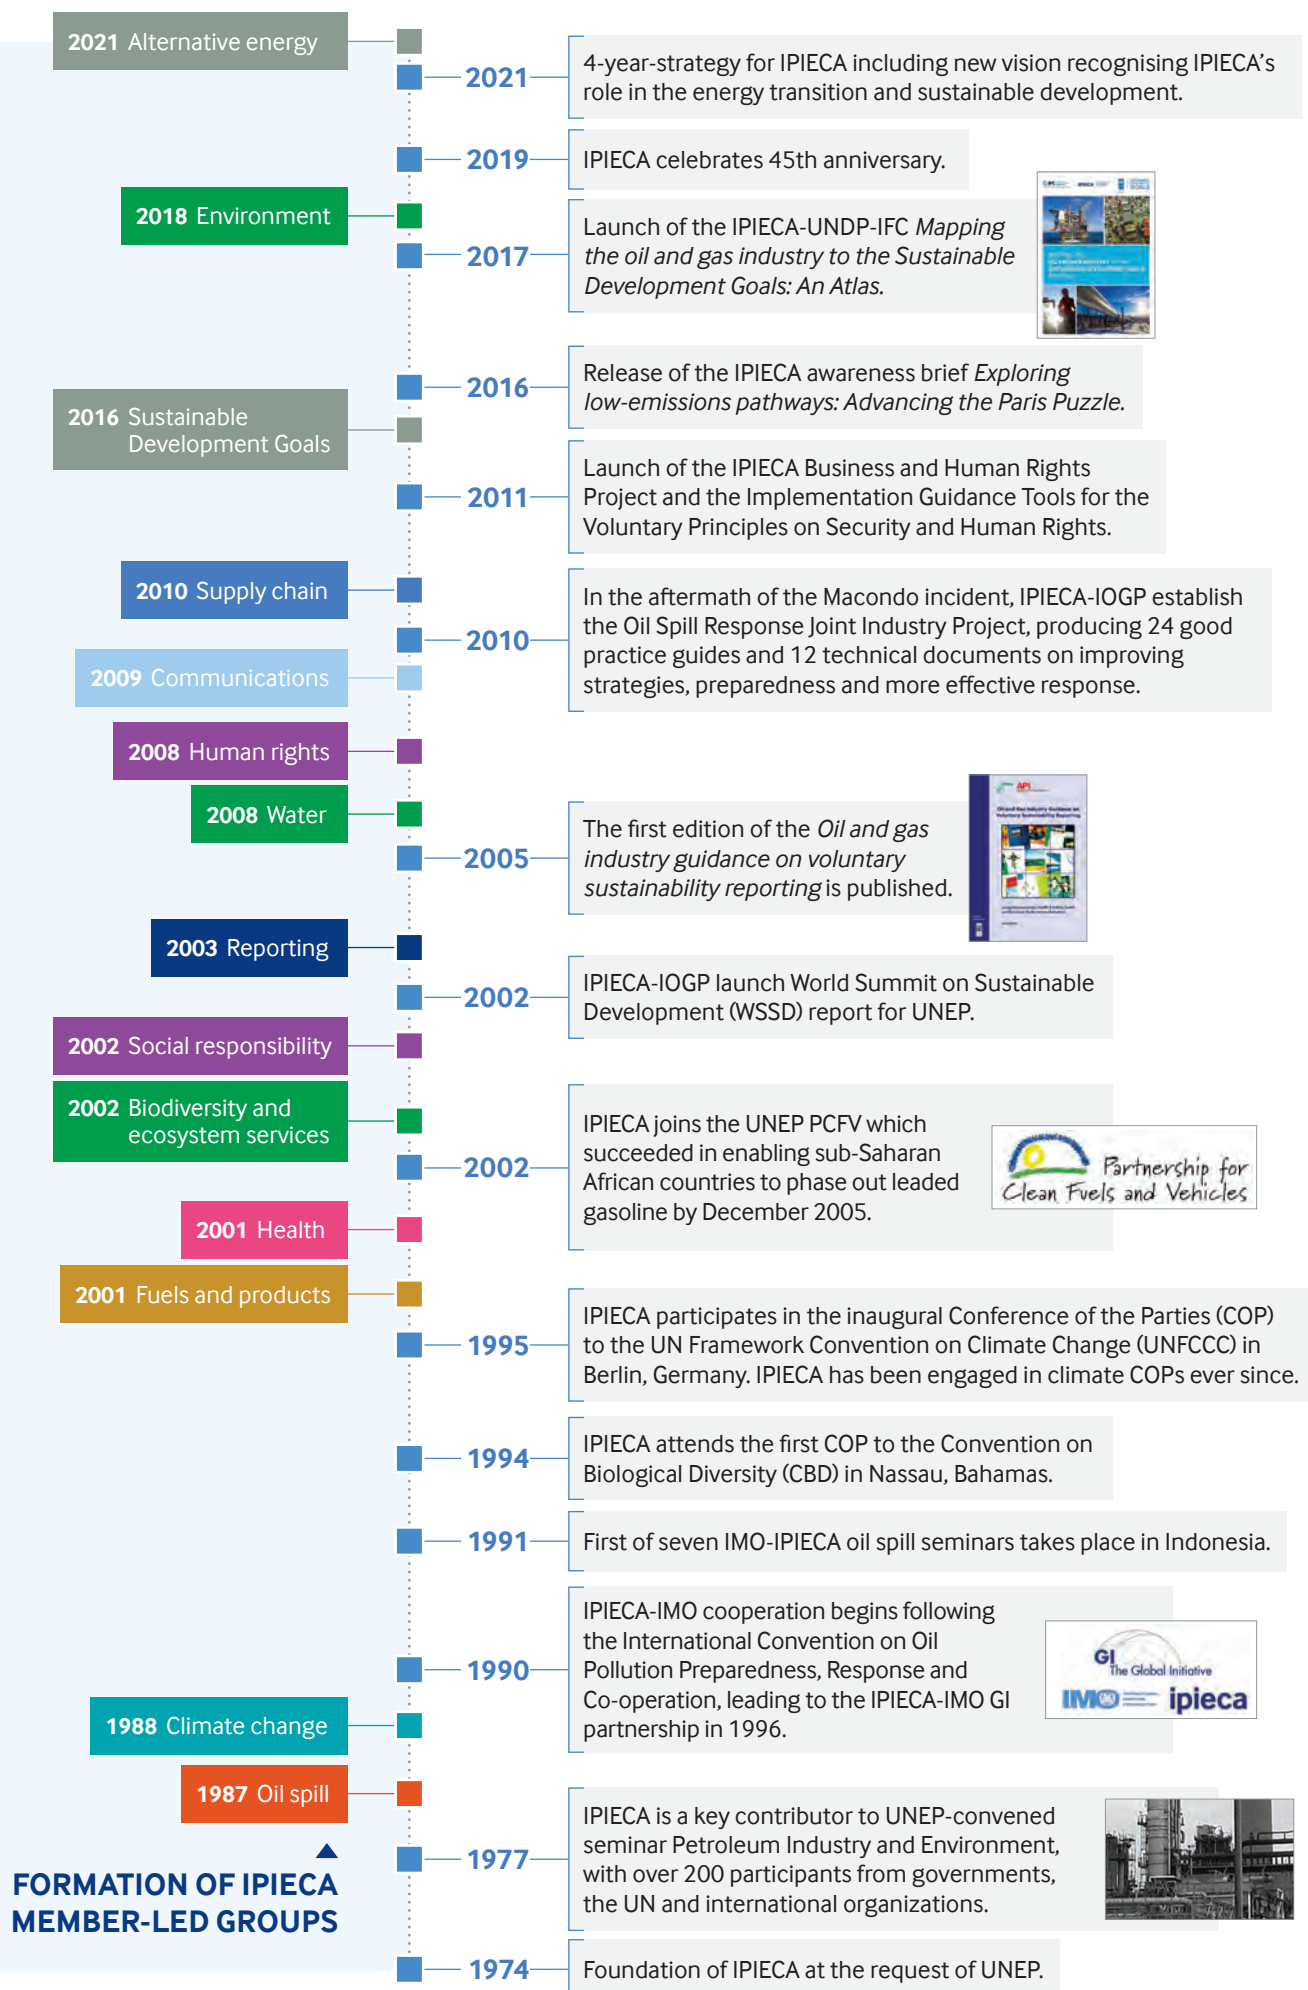 2021 Alternative energy
2021
4-year-strategy for IPIECA including new vision recognising IPIECA's
role in the energy transition and sustainable development.
2019
IPIECA celebrates 45th anniversary.
2018 Environment
2017
Launch of the IPIECA-UNDP-IFC Mapping
the oil and gas industry to the Sustainable
Development Goals: An Atlas.
2016
Release of the IPIECA awareness brief Exploring
low-emissions pathways: Advancing the Paris Puzzle.
2016 Sustainable
Development Goals
2011
Launch of the IPIECA Business and Human Rights
Project and the Implementation Guidance Tools for the
Voluntary Principles on Security and Human Rights.
2010 Supply chain
2010
In the aftermath of the Macondo incident, IPIECA-IOGP establish
the Oil Spill Response Joint Industry Project, producing 24 good
practice guides and 12 technical documents on improving
strategies, preparedness and more effective response.
2009 Communications
2008 Human rights
2008 Water
2005
The first edition of the Oil and gas
industry guidance on voluntary
sustainability reporting is published.
API
Oil and Gas Industry Guidance on
Voluntary Sustainability Reporting
2003 Reporting
2002
IPIECA-IOGP launch World Summit on Sustainable
Development (WSSD) report for UNEP.
2002 Social responsibility
2002 Biodiversity and
ecosystem services
2002
IPIECA joins the UNEP PCFV which
succeeded in enabling sub-Saharan
African countries to phase out leaded
gasoline by December 2005.
Partnership for
Clean Fuels and Vehicles
2001 Health
2001 Fuels and products
1995
IPIECA participates in the inaugural Conference of the Parties (COP)
to the UN Framework Convention on Climate Change (UNFCCC) in
Berlin, Germany. IPIECA has been engaged in climate COPs ever since.
1994
IPIECA attends the first COP to the Convention on
Biological Diversity (CBD) in Nassau, Bahamas.
1991
First of seven IMO-IPIECA oil spill seminars takes place in Indonesia.
1990
IPIECA-IMO cooperation begins following
the International Convention on Oil
Pollution Preparedness, Response and
Co-operation, leading to the IPIECA-IMO GI
partnership in 1996.
GI
The Global Initiative
IMO ipieca
1988 Climate change
1987 Oil spill
1977
IPIECA is a key contributor to UNEP-convened
seminar Petroleum Industry and Environment,
with over 200 participants from governments,
the UN and international organizations.
FORMATION OF IPIECA
MEMBER-LED GROUPS
1974
Foundation of IPIECA at the request of UNEP.